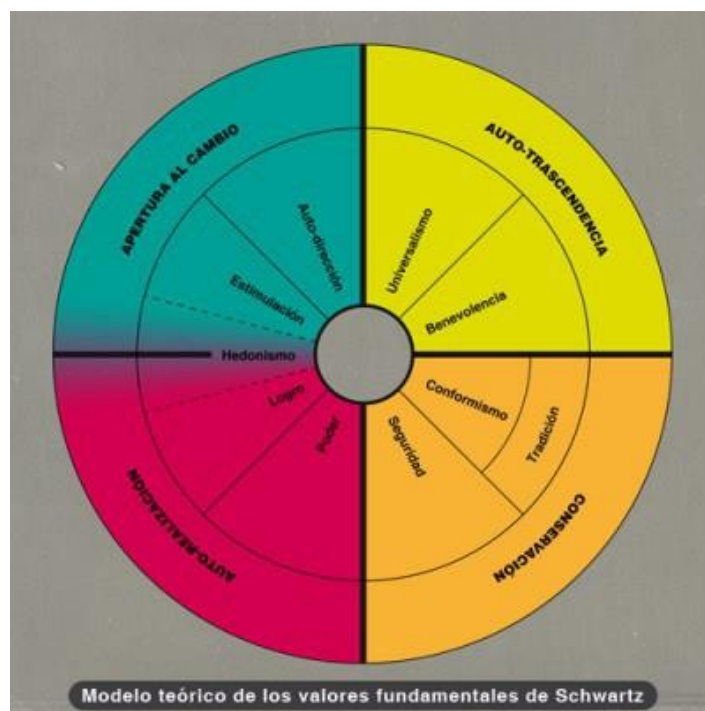 APERTURA AL CAMBIO
AUTO-TRASCENDENCIA
Auto-dirección
Universalismo
Estimulación
Benevolencia
Hedonismo
Logro
Conformismo
Poder
Seguridad
Tradición
AUTO-REALIZACIÓN
CONSERVACIÓN
Modelo teórico de los valores fundamentales de Schwartz